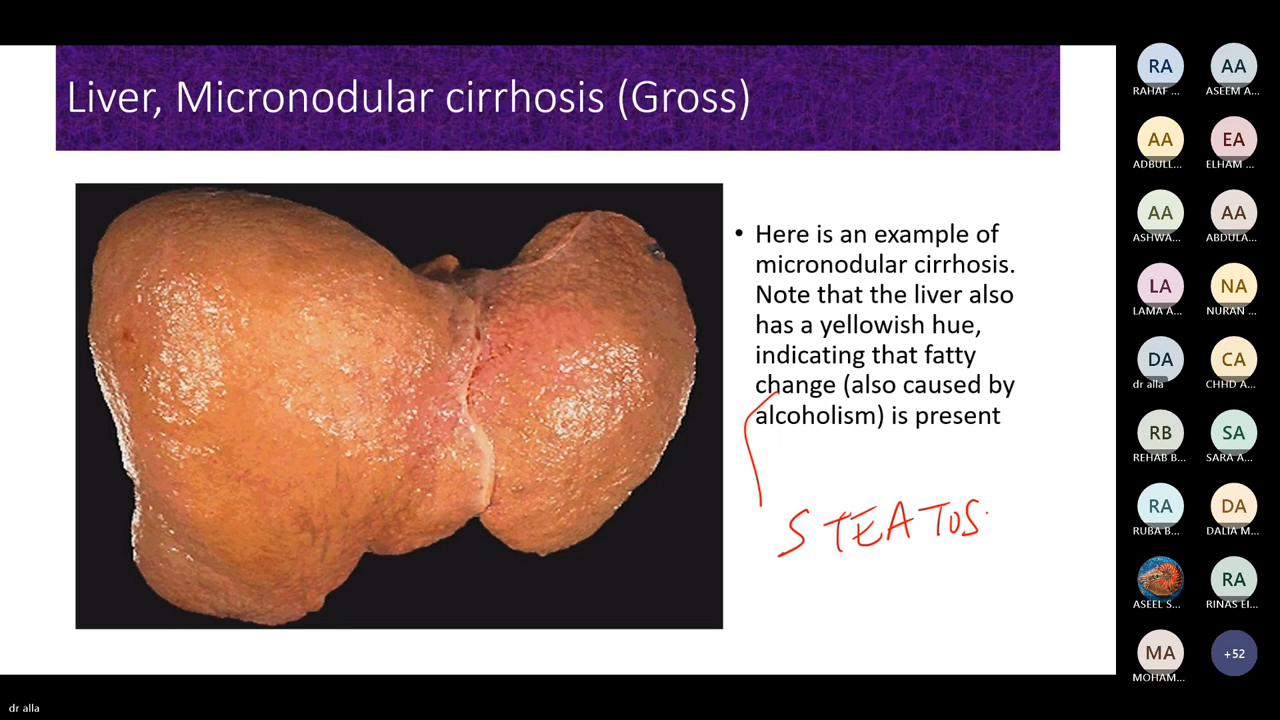 Liver, Micronodular cirrhosis (Gross)
• Here is an example of
micronodular cirrhosis.
Note that the liver also
has a yellowish hue,
indicating that fatty
change (also caused by
alcoholism) is present
STEATOS
RA
RAHAF ...
AA
ASEEM A...
AA
ADBULL...
EA
ELHAM ...
AA
ASHWA...
AA
ABDULA...
LA
LAMA A...
NA
NURAN ...
DA
dr alla
CA
CHHD A...
RB
REHAB B...
SA
SARA A...
RA
RUBA B...
DA
DALIA M...
ASEEL S...
RA
RINAS EI...
MA
MOHAM...
+52
dr alla